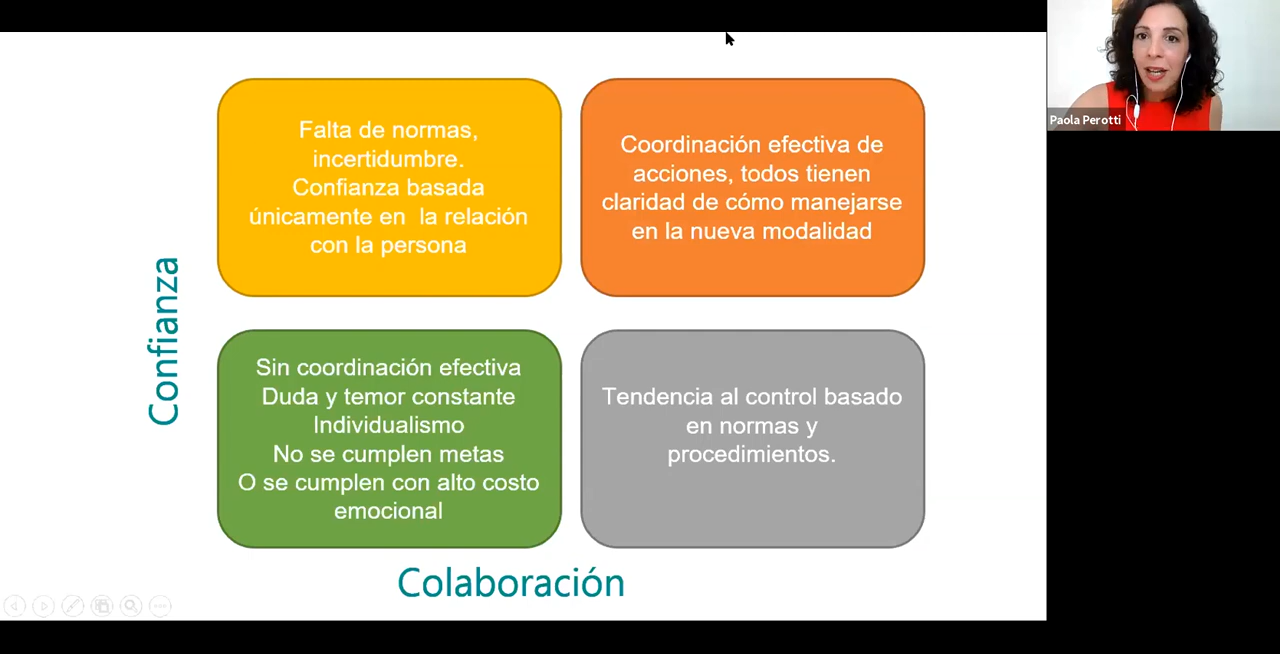 Paola Perotti
Falta de normas,
incertidumbre.
Confianza basada
únicamente en  la relación
con la persona
Coordinación efectiva de
acciones, todos tienen
claridad de cómo manejarse
en la nueva modalidad
Confianza
Sin coordinación efectiva
Duda y temor constante
Individualismo
No se cumplen metas
O se cumplen con alto costo
emocional
Tendencia al control basado
en normas y
procedimientos.
Colaboración